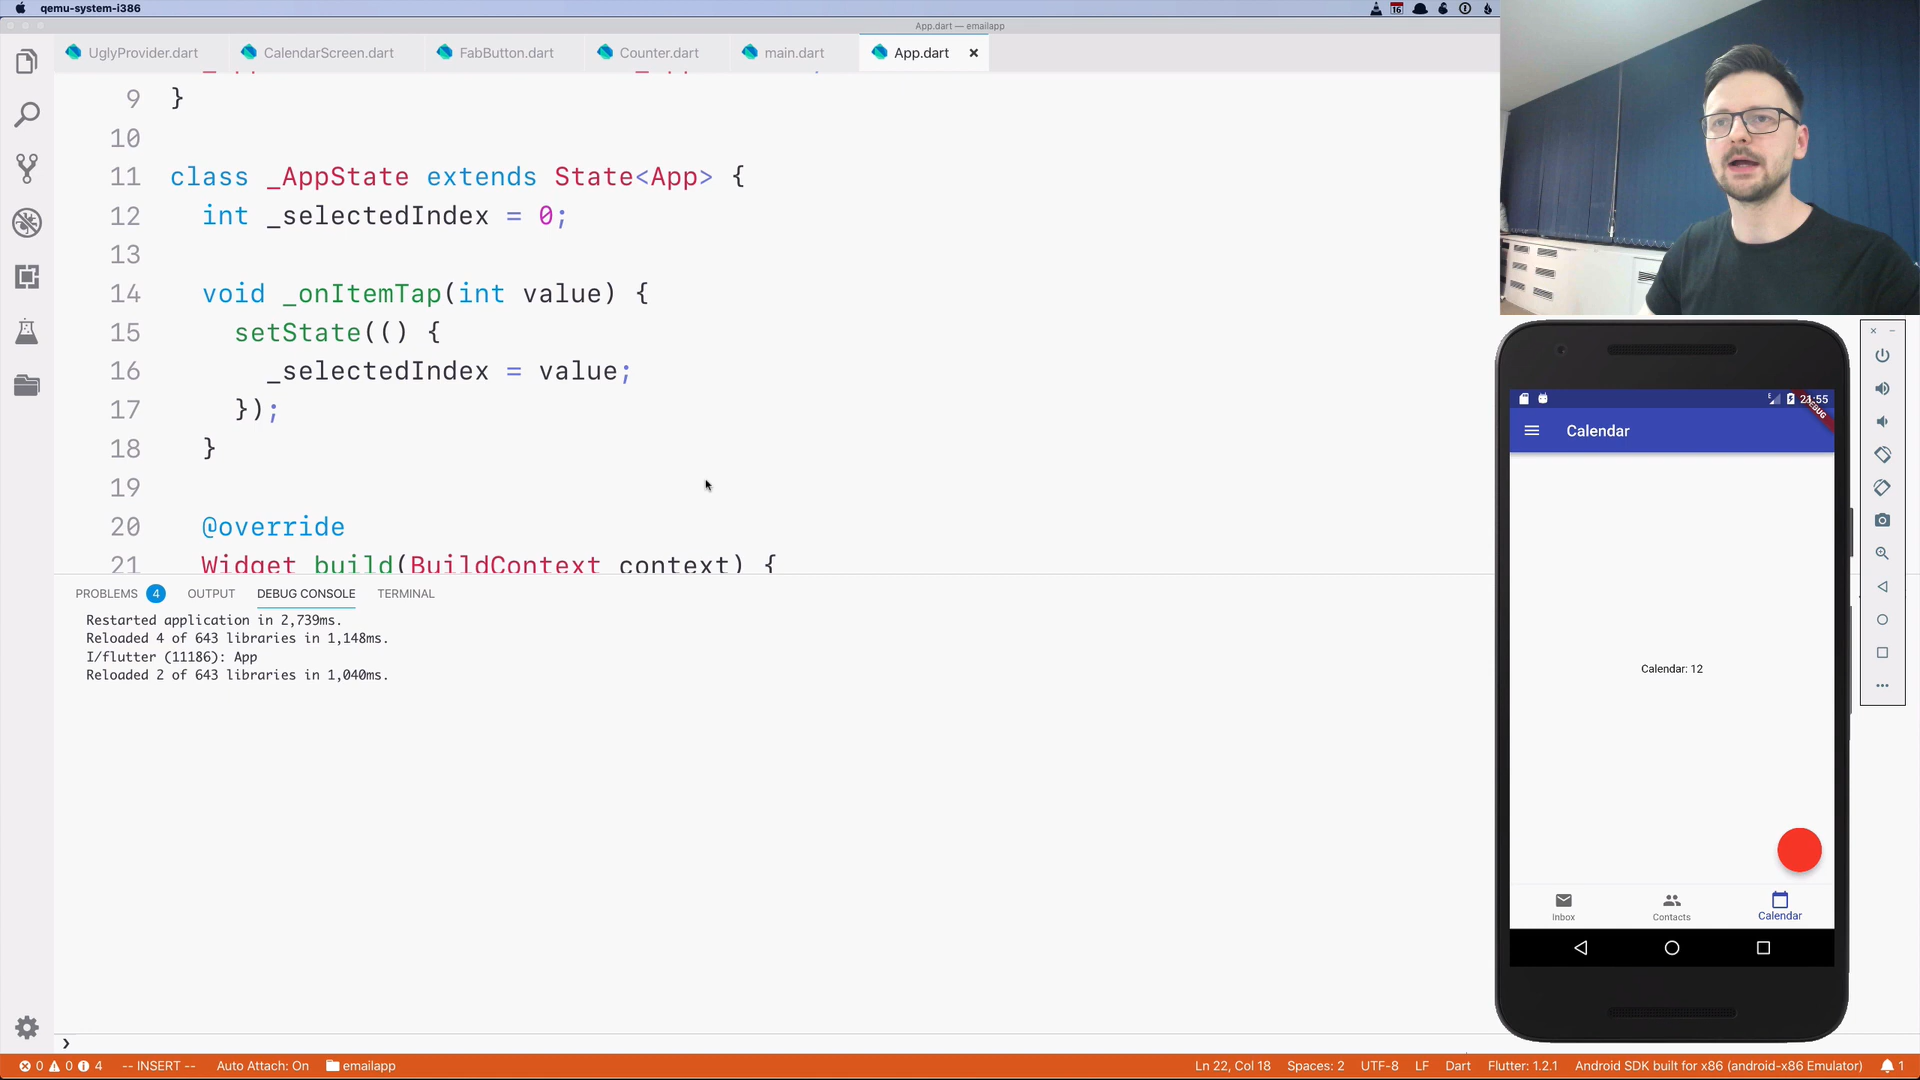 qemu-system-i386
16
App.dart — emailapp
UglyProvider.dart
CalendarScreen.dart
FabButton.dart
Counter.dart
main.dart
App.dart
9 }
10
11 class _AppState extends State<App> {
12 int _selectedIndex = 0;
13
14 void _onItemTap(int value) {
15 setState(() {
16 _selectedIndex = value;
17 });
18 }
19
20 @override
21 Widget build(BuildContext context) {
PROBLEMS 4 OUTPUT DEBUG CONSOLE TERMINAL
Restarted application in 2,739ms.
Reloaded 4 of 643 libraries in 1,148ms.
I/flutter (11186): App
Reloaded 2 of 643 libraries in 1,040ms.
DEBUG
Calendar
Calendar: 12
Inbox
Contacts
Calendar
0 0 4 -- INSERT -- Auto Attach: On emailapp
Ln 22, Col 18 Spaces: 2 UTF-8 LF Dart Flutter: 1.2.1 Android SDK built for x86 (android-x86 Emulator) 1